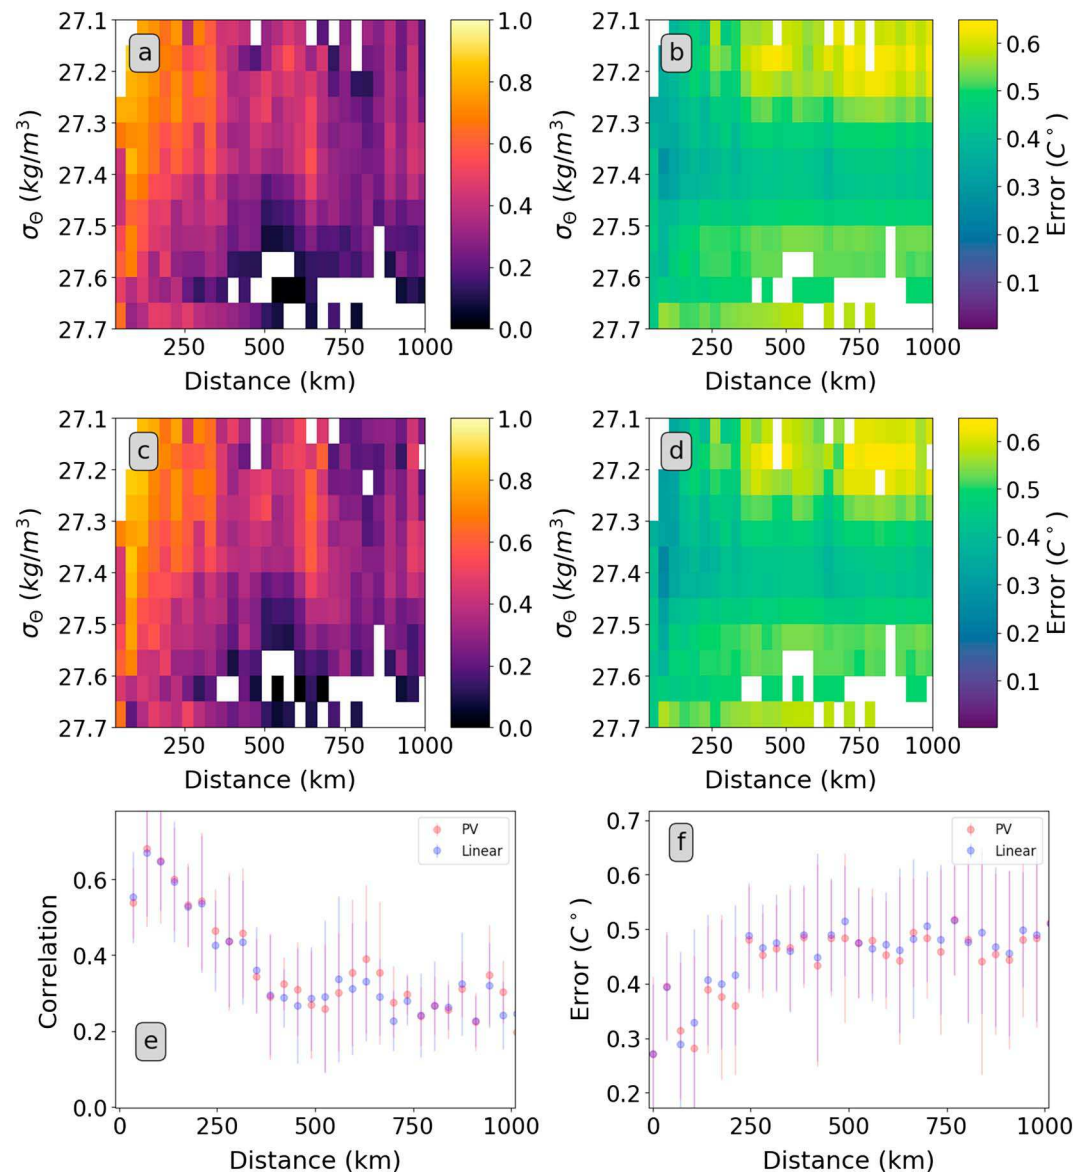 a
27.1
27.2
27.3
27.4
27.5
27.6
27.7
σ_Θ (kg/m³)
250 500 750 1000
Distance (km)
1.0
0.8
0.6
0.4
0.2
0.0
b
27.1
27.2
27.3
27.4
27.5
27.6
27.7
σ_Θ (kg/m³)
250 500 750 1000
Distance (km)
0.6
0.5
0.4
0.3
0.2
0.1
Error (C°)
c
27.1
27.2
27.3
27.4
27.5
27.6
27.7
σ_Θ (kg/m³)
250 500 750 1000
Distance (km)
1.0
0.8
0.6
0.4
0.2
0.0
d
27.1
27.2
27.3
27.4
27.5
27.6
27.7
σ_Θ (kg/m³)
250 500 750 1000
Distance (km)
0.6
0.5
0.4
0.3
0.2
0.1
Error (C°)
e
PV
Linear
0.6
0.4
0.2
0.0
Correlation
0 250 500 750 1000
Distance (km)
f
PV
Linear
0.7
0.6
0.5
0.4
0.3
0.2
Error (C°)
0 250 500 750 1000
Distance (km)